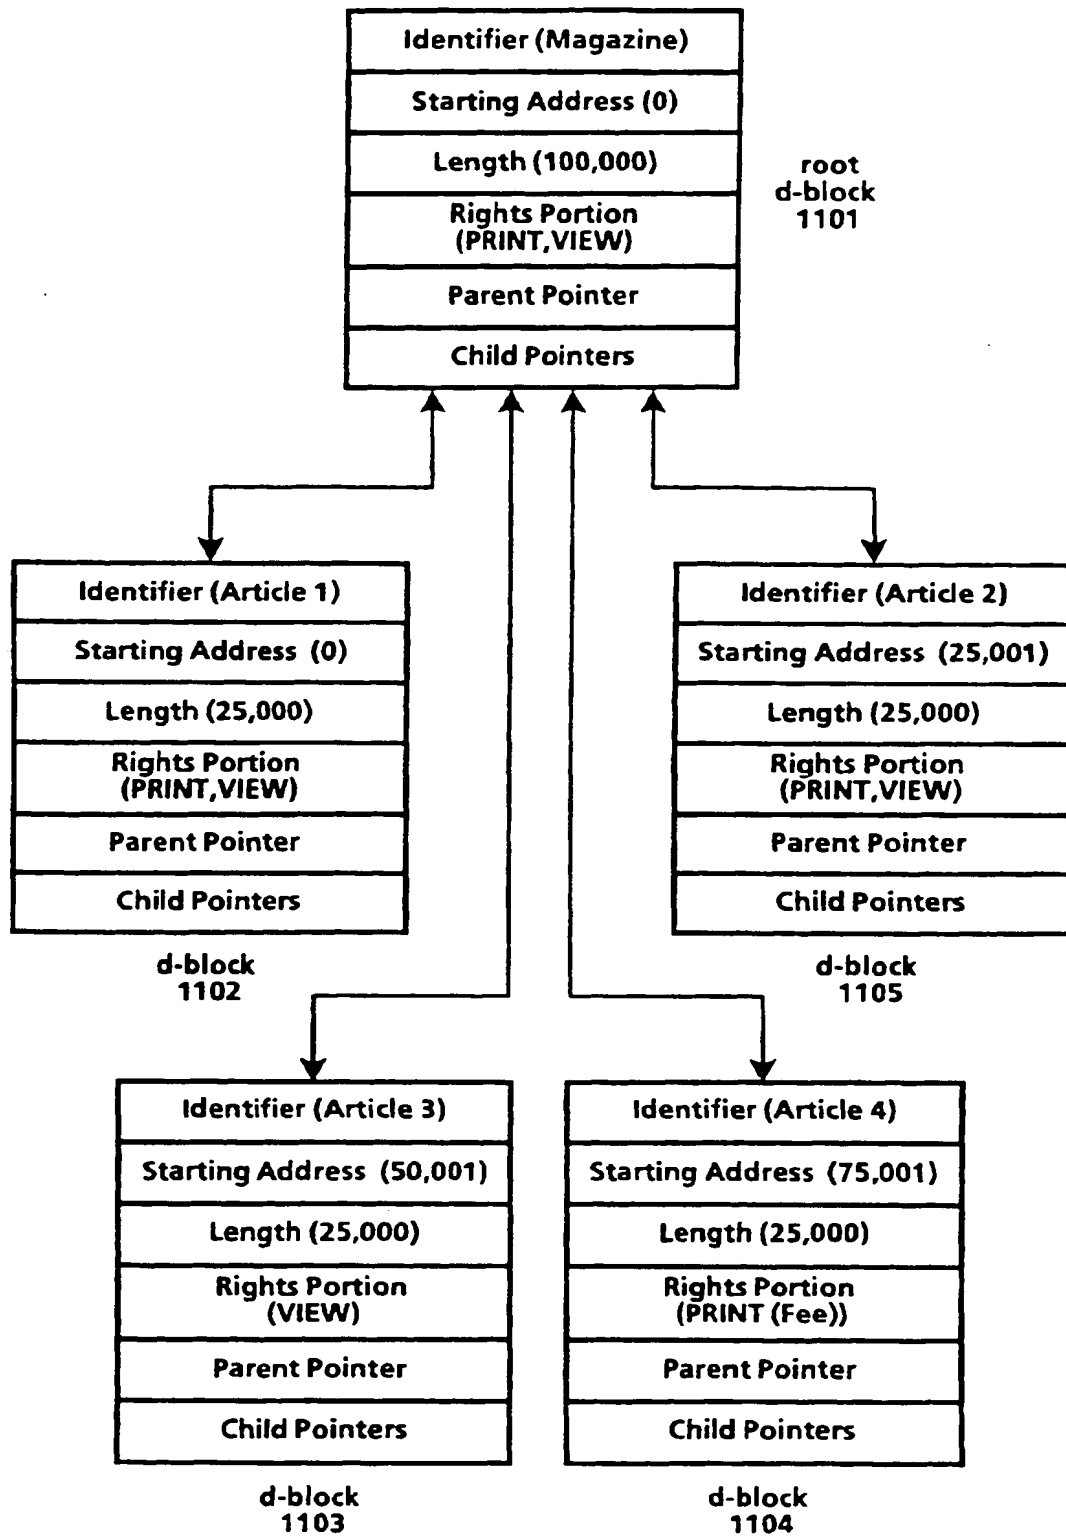 Identifier (Magazine)
Starting Address (0)
Length (100,000)
Rights Portion
(PRINT,VIEW)
Parent Pointer
Child Pointers
root
d-block
1101
Identifier (Article 1)
Starting Address (0)
Length (25,000)
Rights Portion
(PRINT,VIEW)
Parent Pointer
Child Pointers
d-block
1102
Identifier (Article 2)
Starting Address (25,001)
Length (25,000)
Rights Portion
(PRINT,VIEW)
Parent Pointer
Child Pointers
d-block
1105
Identifier (Article 3)
Starting Address (50,001)
Length (25,000)
Rights Portion
(VIEW)
Parent Pointer
Child Pointers
d-block
1103
Identifier (Article 4)
Starting Address (75,001)
Length (25,000)
Rights Portion
(PRINT (Fee))
Parent Pointer
Child Pointers
d-block
1104